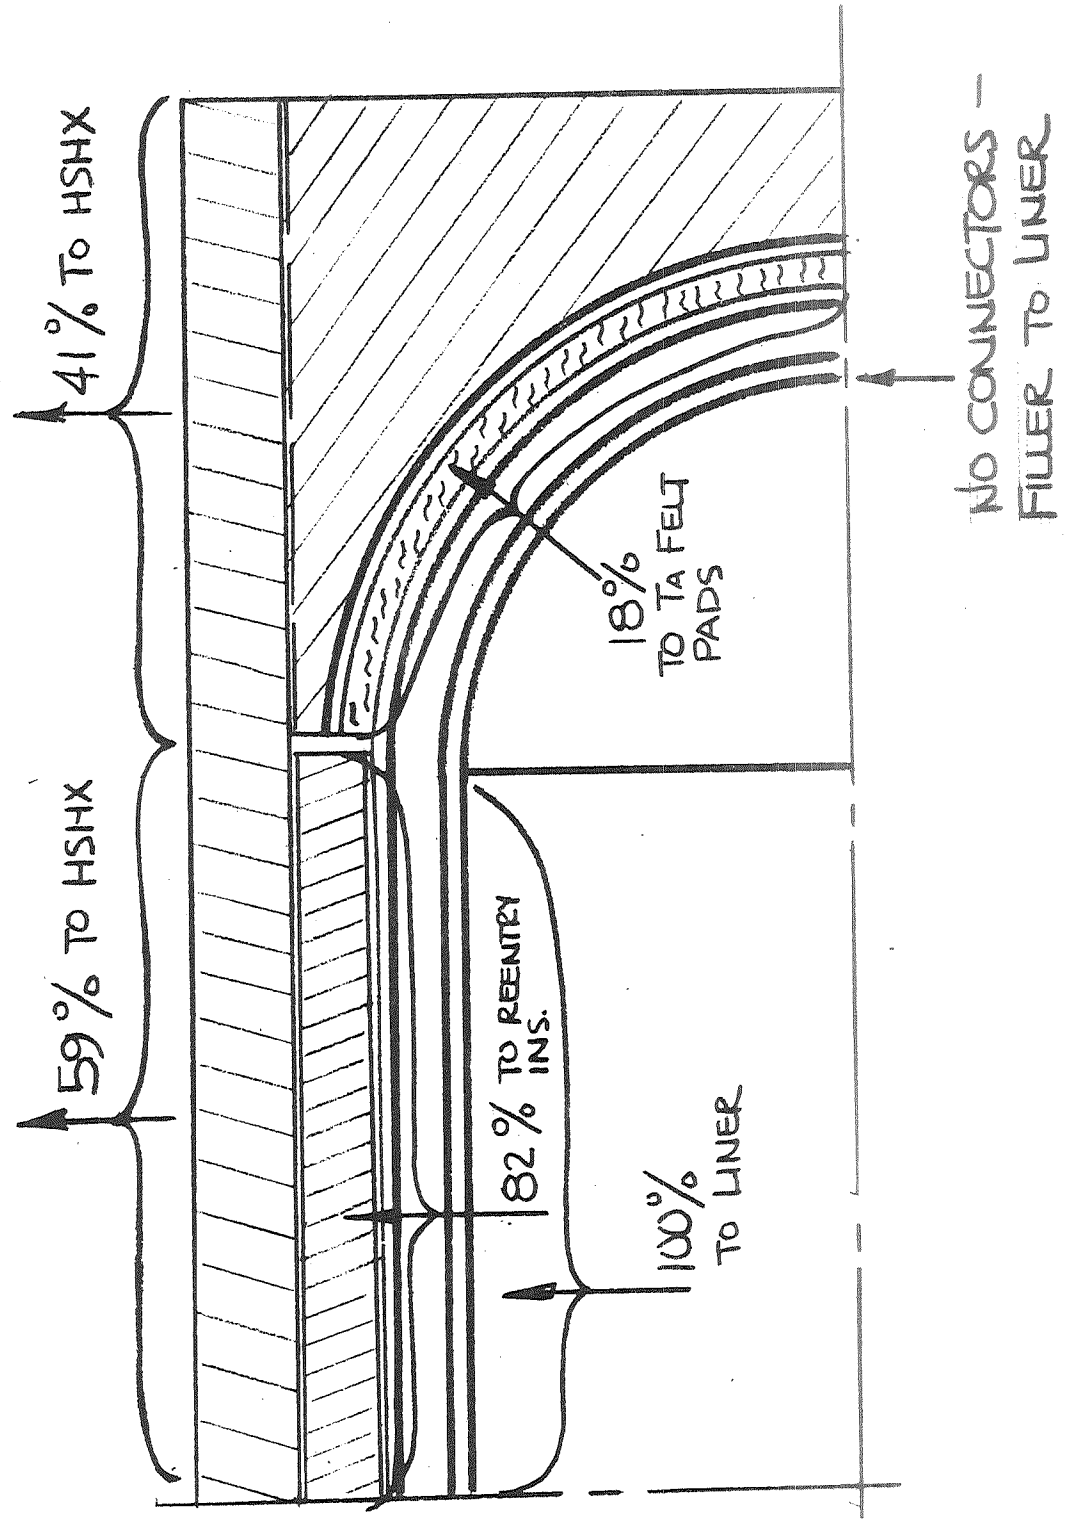 59% TO HSHX
41% TO HSHX
82% TO REENTRY
INS.
100%
TO LINER
18%
TO TA FELT
PADS
NO CONNECTORS –
FILLER TO LINER